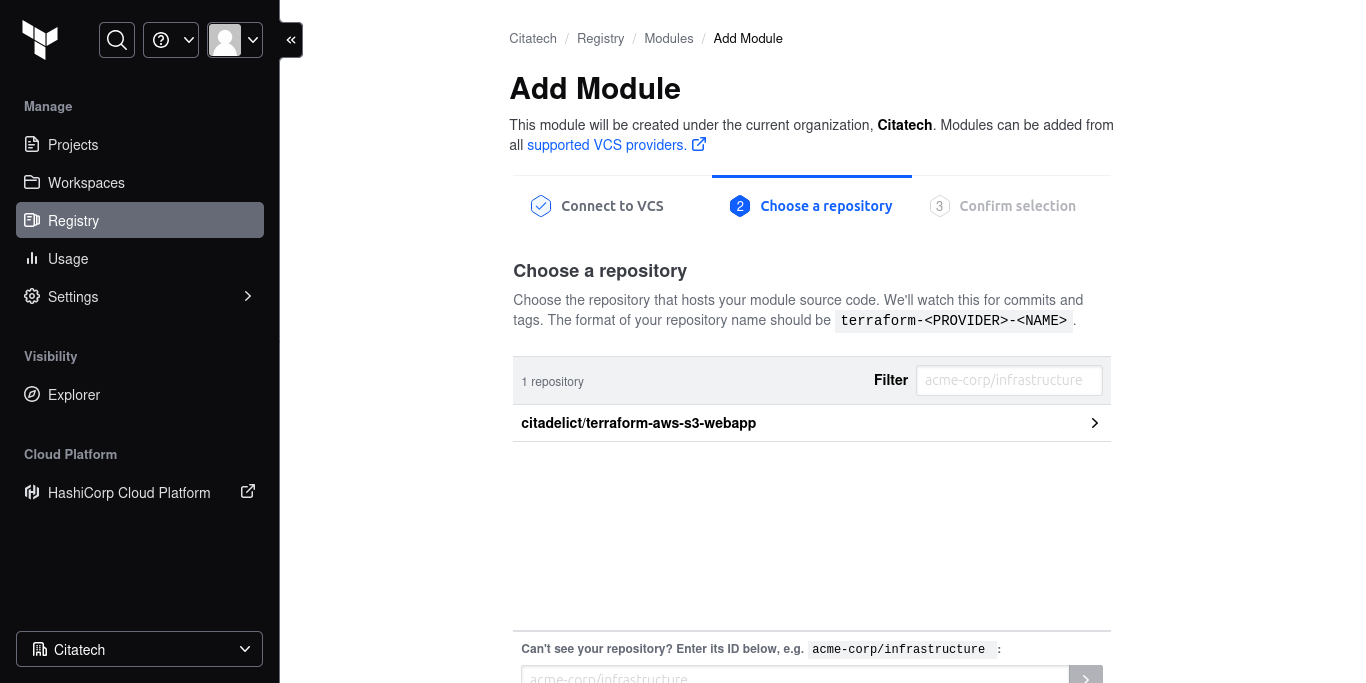 Manage
Projects
Workspaces
Registry
Usage
Settings
Visibility
Explorer
Cloud Platform
HashiCorp Cloud Platform
Citatech
Citatech / Registry / Modules / Add Module
Add Module
This module will be created under the current organization, Citatech. Modules can be added from
all supported VCS providers.
Connect to VCS
2 Choose a repository
3 Confirm selection
Choose a repository
Choose the repository that hosts your module source code. We'll watch this for commits and
tags. The format of your repository name should be terraform-<PROVIDER>-<NAME> .
1 repository
Filter acme-corp/infrastructure
citadelict/terraform-aws-s3-webapp
Can't see your repository? Enter its ID below, e.g. acme-corp/infrastructure :
acme-corp/infrastructure